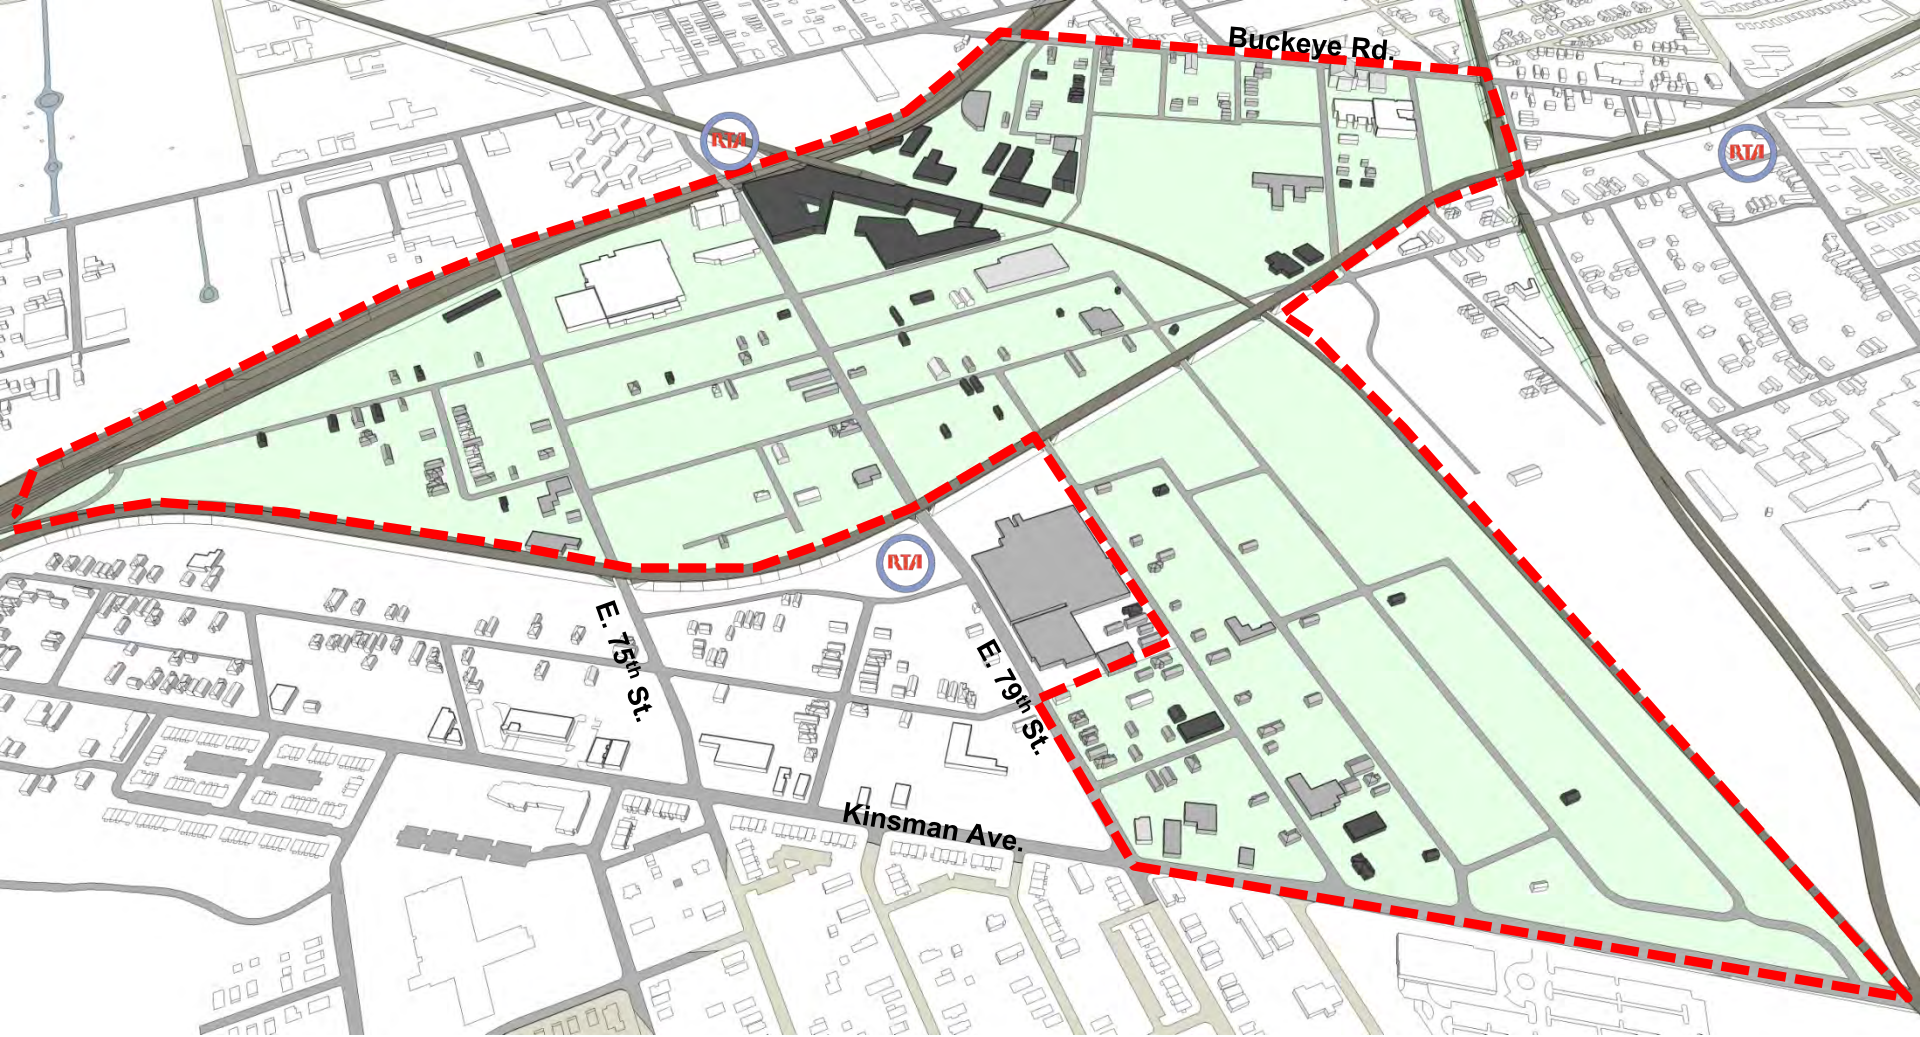 Buckeye Rd.
RTA
RTA
RTA
E. 75th St.
E. 79th St.
Kinsman Ave.